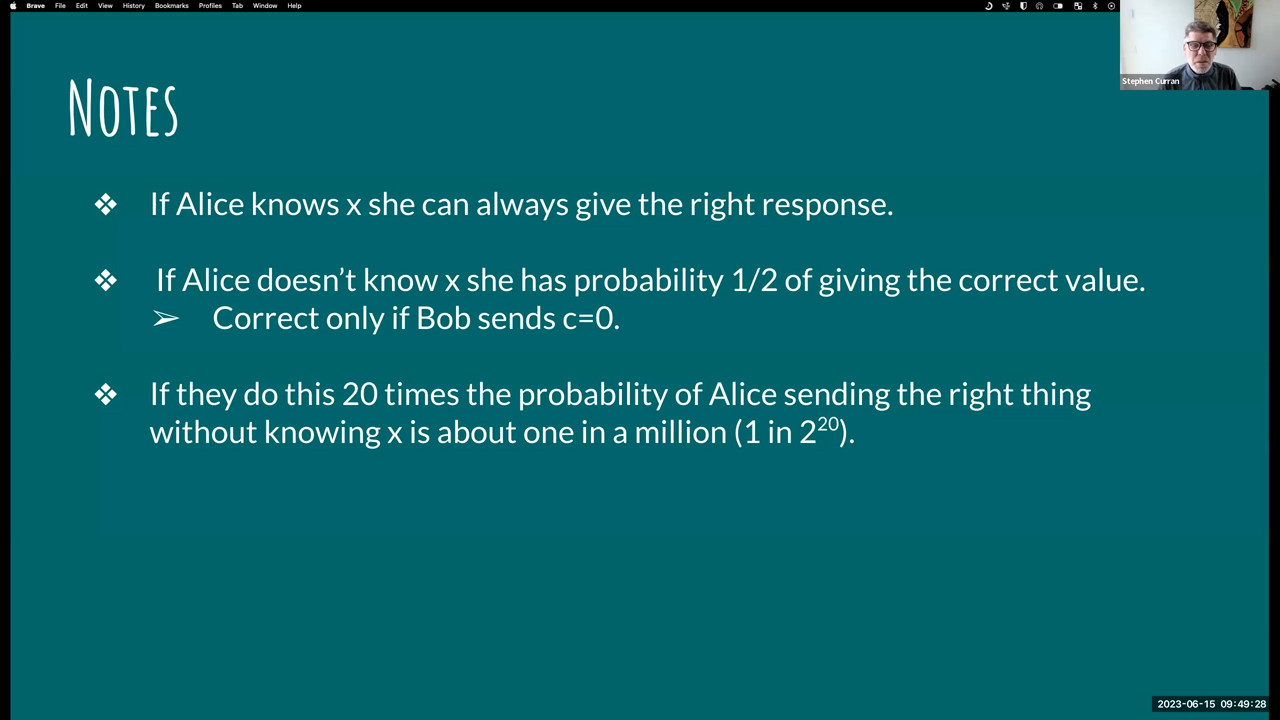 Brave File Edit View History Bookmarks Profiles Tab Window Help
Stephen Curran
NOTES
❖ If Alice knows x she can always give the right response.
❖ If Alice doesn’t know x she has probability 1/2 of giving the correct value.
➢ Correct only if Bob sends c=0.
❖ If they do this 20 times the probability of Alice sending the right thing
without knowing x is about one in a million (1 in 2²⁰).
2023-06-15 09:49:28